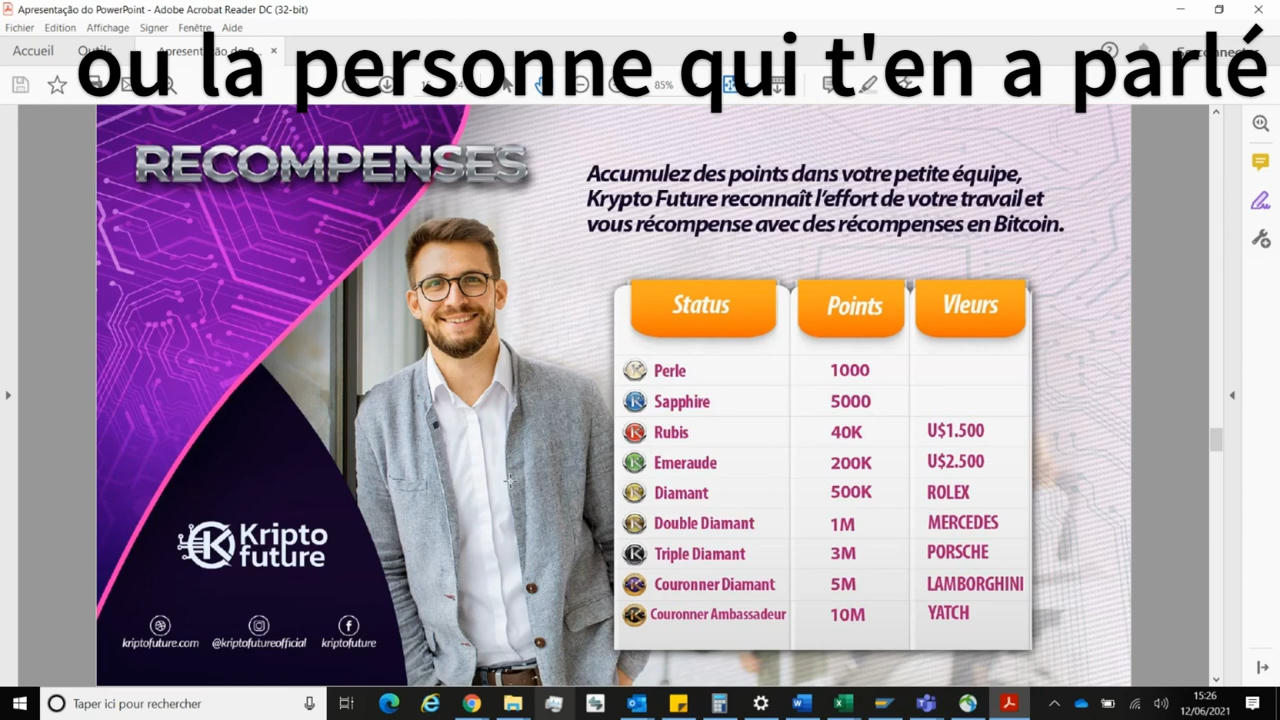 Apresentação do PowerPoint - Adobe Acrobat Reader DC (32-bit)
Fichier Edition Affichage Signer Fenêtre Aide
Accueil
ou la personne qui t'en a parlé
85%
RECOMPENSES
Accumulez des points dans votre petite équipe,
Krypto Future reconnaît l'effort de votre travail et
vous récompense avec des récompenses en Bitcoin.
Status Points Vleurs
Perle 1000
Sapphire 5000
Rubis 40K U$1.500
Emeraude 200K U$2.500
Diamant 500K ROLEX
Double Diamant 1M MERCEDES
Triple Diamant 3M PORSCHE
Couronner Diamant 5M LAMBORGHINI
Couronner Ambassadeur 10M YATCH
Kripto
future
kriptofuture.com @kriptofutureofficial kriptofuture
Taper ici pour rechercher
15:26
12/06/2021